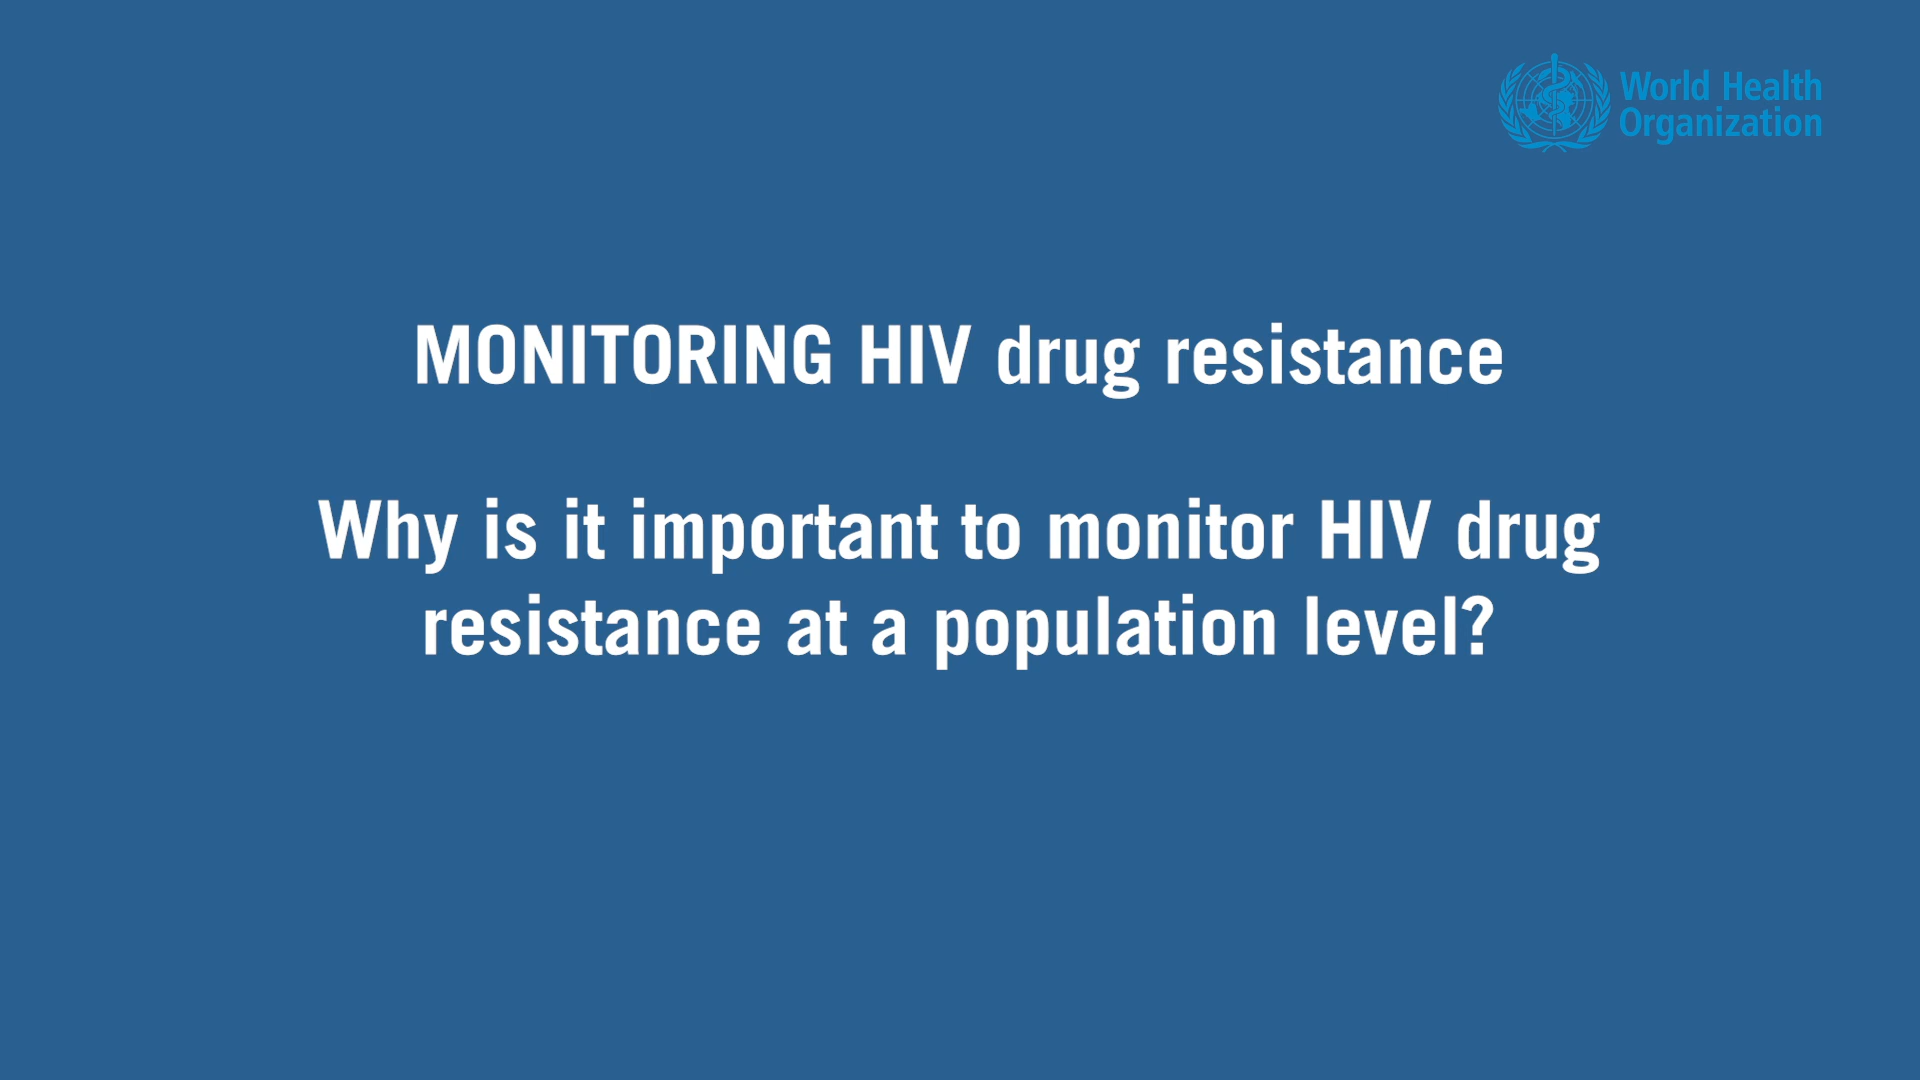 World Health
Organization
MONITORING HIV drug resistance
Why is it important to monitor HIV drug
resistance at a population level?